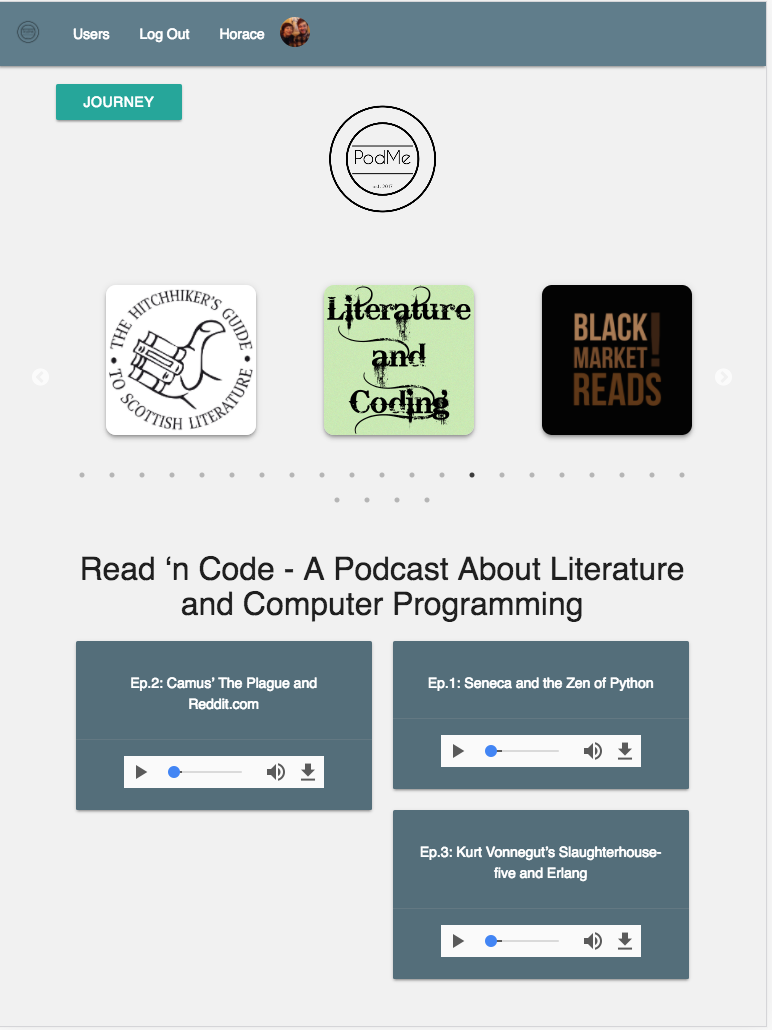 Users Log Out Horace
JOURNEY
PodMe
est. 2017
THE HITCHHIKER'S GUIDE
• TO SCOTTISH LITERATURE •
Literature
and
Coding
BLACK
MARKET
READS
!
Read ‘n Code - A Podcast About Literature
and Computer Programming
Ep.2: Camus’ The Plague and
Reddit.com
Ep.1: Seneca and the Zen of Python
Ep.3: Kurt Vonnegut’s Slaughterhouse-
five and Erlang